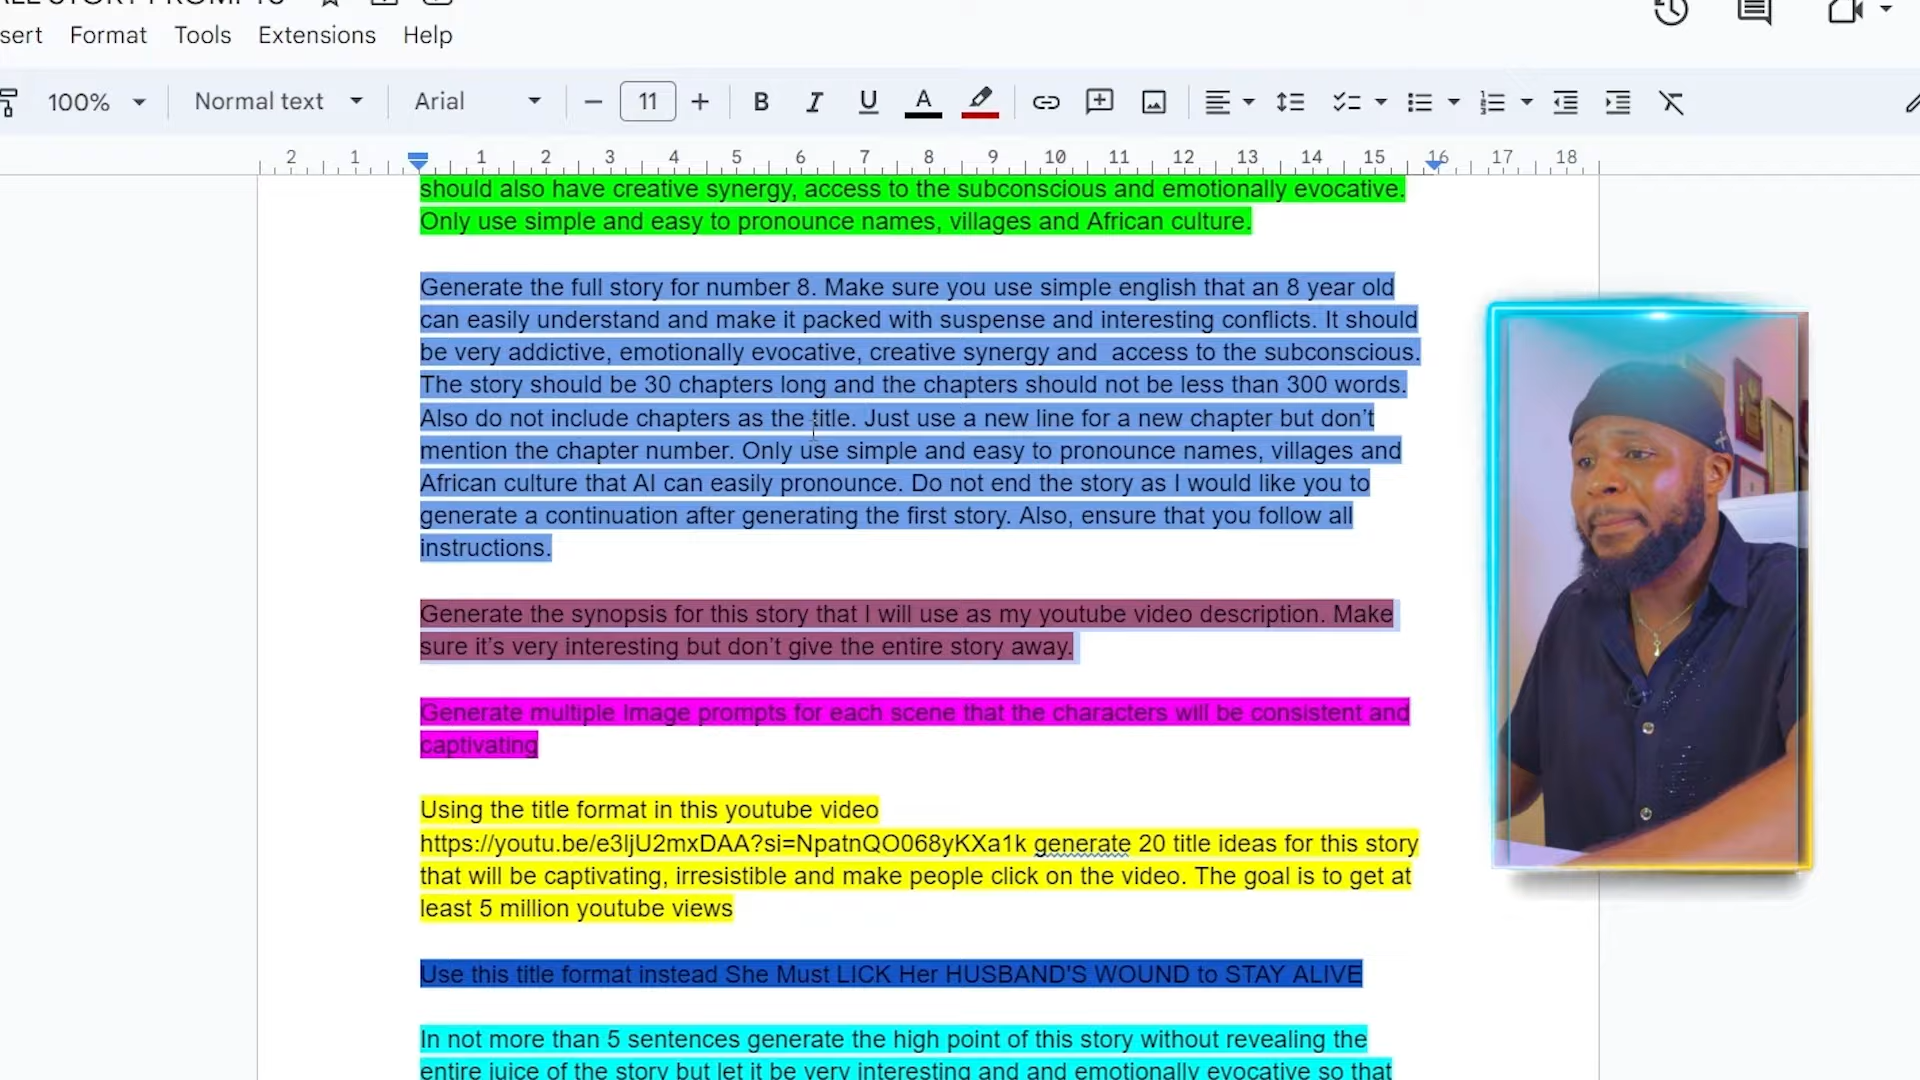 sert Format Tools Extensions Help
100% Normal text Arial 11 B I U A
2 1 1 2 3 4 5 6 7 8 9 10 11 12 13 14 15 16 17 18
should also have creative synergy, access to the subconscious and emotionally evocative.
Only use simple and easy to pronounce names, villages and African culture.
Generate the full story for number 8. Make sure you use simple english that an 8 year old
can easily understand and make it packed with suspense and interesting conflicts. It should
be very addictive, emotionally evocative, creative synergy and  access to the subconscious.
The story should be 30 chapters long and the chapters should not be less than 300 words.
Also do not include chapters as the title. Just use a new line for a new chapter but don’t
mention the chapter number. Only use simple and easy to pronounce names, villages and
African culture that AI can easily pronounce. Do not end the story as I would like you to
generate a continuation after generating the first story. Also, ensure that you follow all
instructions.
Generate the synopsis for this story that I will use as my youtube video description. Make
sure it’s very interesting but don’t give the entire story away.
Generate multiple Image prompts for each scene that the characters will be consistent and
captivating
Using the title format in this youtube video
https://youtu.be/e3ljU2mxDAA?si=NpatnQO068yKXa1k generate 20 title ideas for this story
that will be captivating, irresistible and make people click on the video. The goal is to get at
least 5 million youtube views
Use this title format instead She Must LICK Her HUSBAND'S WOUND to STAY ALIVE
In not more than 5 sentences generate the high point of this story without revealing the
entire juice of the story but let it be very interesting and and emotionally evocative so that